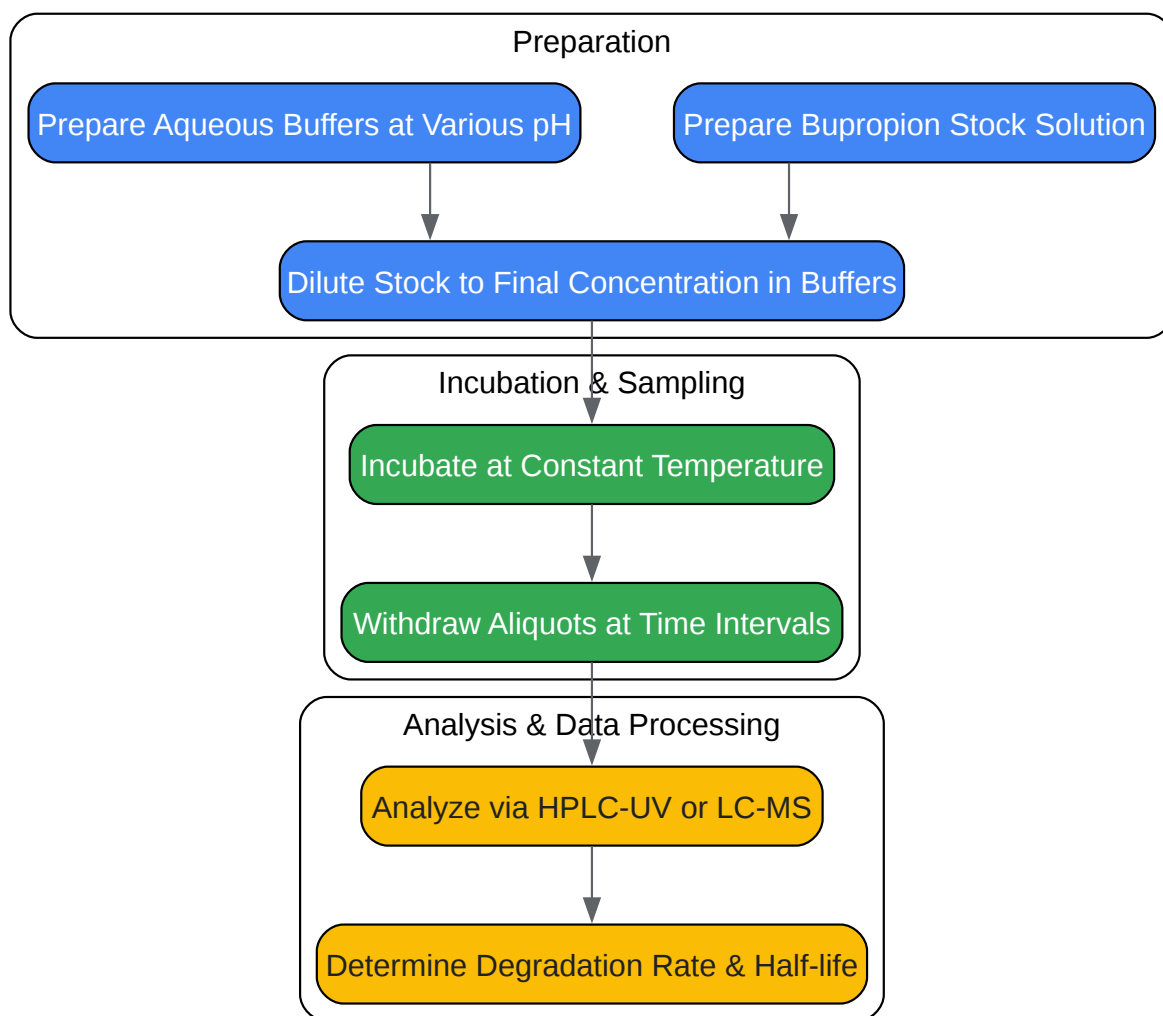 Preparation
Prepare Aqueous Buffers at Various pH
Prepare Bupropion Stock Solution
Dilute Stock to Final Concentration in Buffers
Incubation & Sampling
Incubate at Constant Temperature
Withdraw Aliquots at Time Intervals
Analysis & Data Processing
Analyze via HPLC-UV or LC-MS
Determine Degradation Rate & Half-life